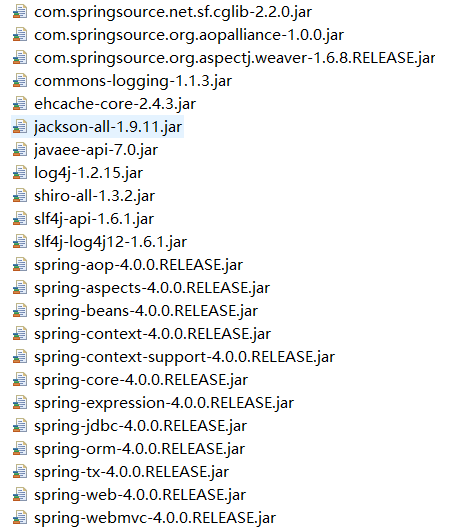 com.springsource.net.sf.cglib-2.2.0.jar
com.springsource.org.aopalliance-1.0.0.jar
com.springsource.org.aspectj.weaver-1.6.8.RELEASE.jar
commons-logging-1.1.3.jar
ehcache-core-2.4.3.jar
jackson-all-1.9.11.jar
javaee-api-7.0.jar
log4j-1.2.15.jar
shiro-all-1.3.2.jar
slf4j-api-1.6.1.jar
slf4j-log4j12-1.6.1.jar
spring-aop-4.0.0.RELEASE.jar
spring-aspects-4.0.0.RELEASE.jar
spring-beans-4.0.0.RELEASE.jar
spring-context-4.0.0.RELEASE.jar
spring-context-support-4.0.0.RELEASE.jar
spring-core-4.0.0.RELEASE.jar
spring-expression-4.0.0.RELEASE.jar
spring-jdbc-4.0.0.RELEASE.jar
spring-orm-4.0.0.RELEASE.jar
spring-tx-4.0.0.RELEASE.jar
spring-web-4.0.0.RELEASE.jar
spring-webmvc-4.0.0.RELEASE.jar